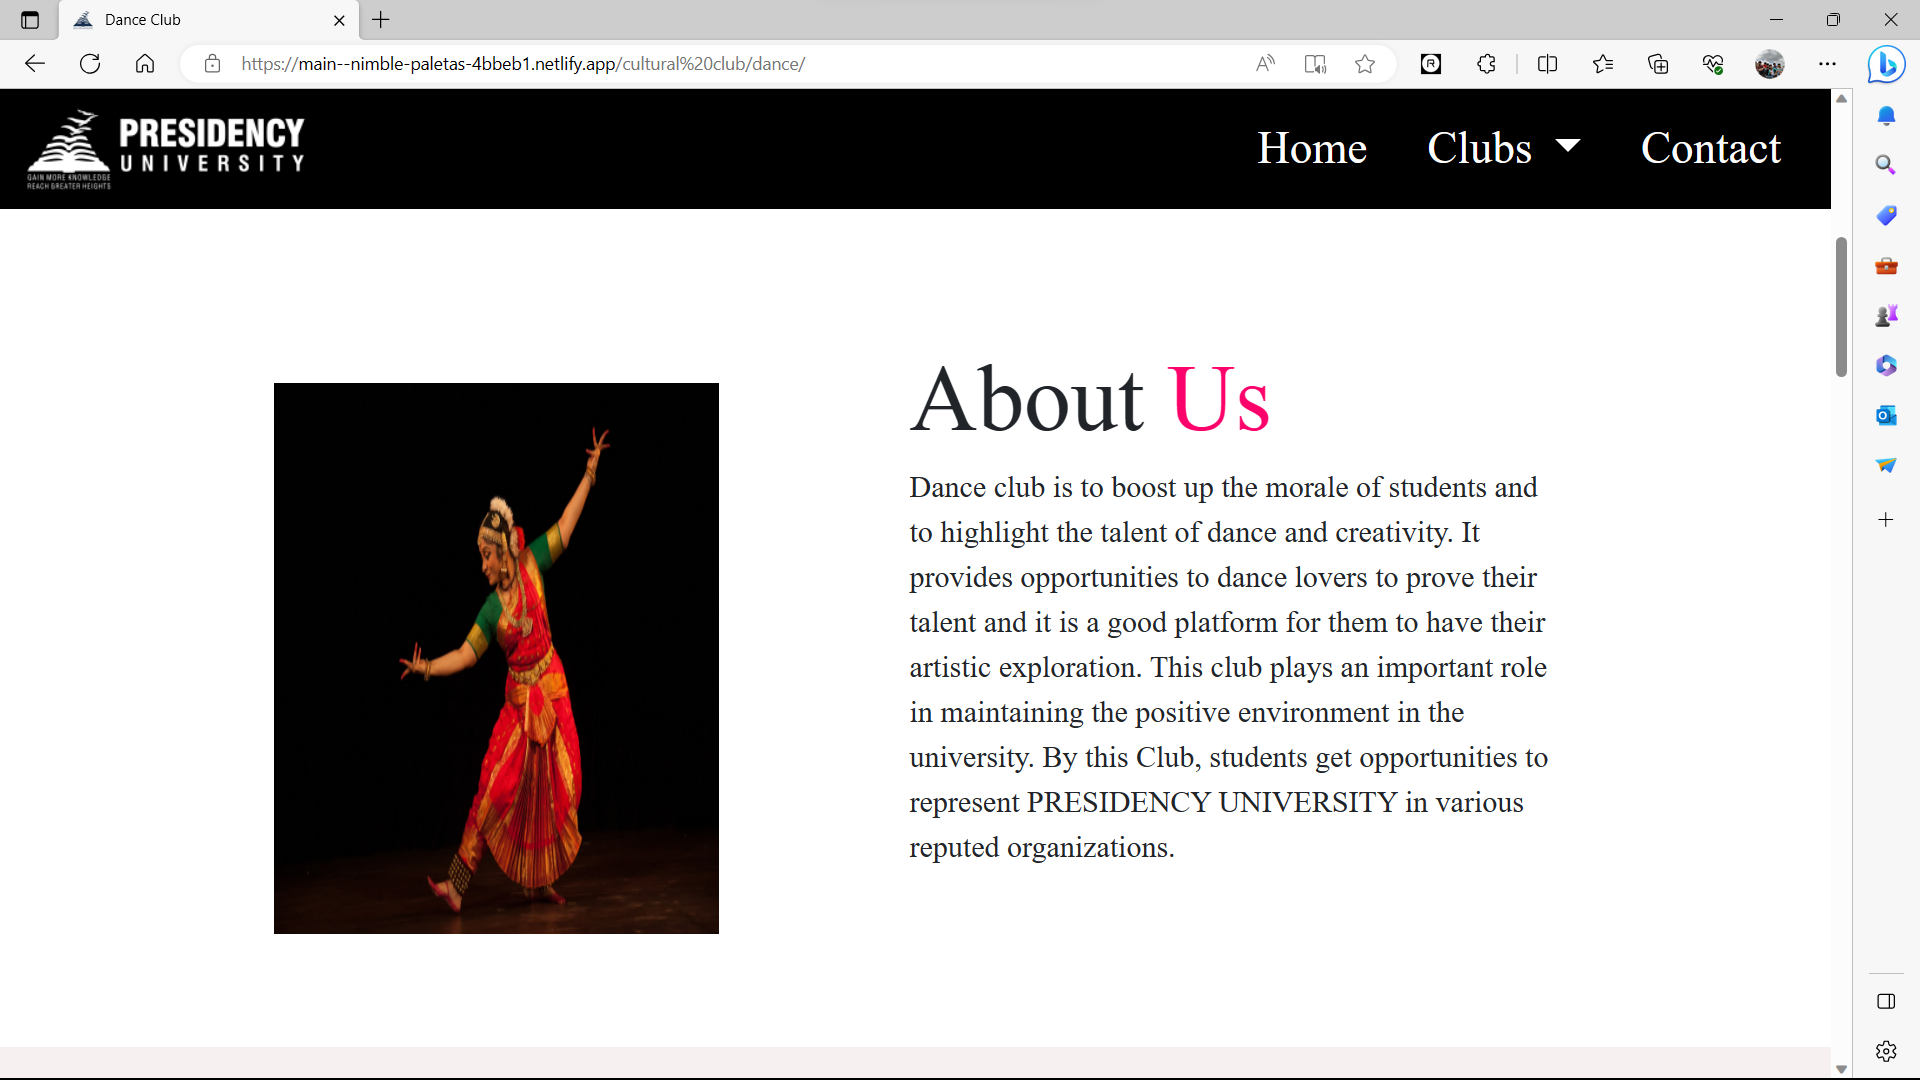 Dance Club
https://main--nimble-paletas-4bbeb1.netlify.app/cultural%20club/dance/
PRESIDENCY
UNIVERSITY
GAIN MORE KNOWLEDGE
REACH GREATER HEIGHTS
Home
Clubs
Contact
About Us
Dance club is to boost up the morale of students and
to highlight the talent of dance and creativity. It
provides opportunities to dance lovers to prove their
talent and it is a good platform for them to have their
artistic exploration. This club plays an important role
in maintaining the positive environment in the
university. By this Club, students get opportunities to
represent PRESIDENCY UNIVERSITY in various
reputed organizations.